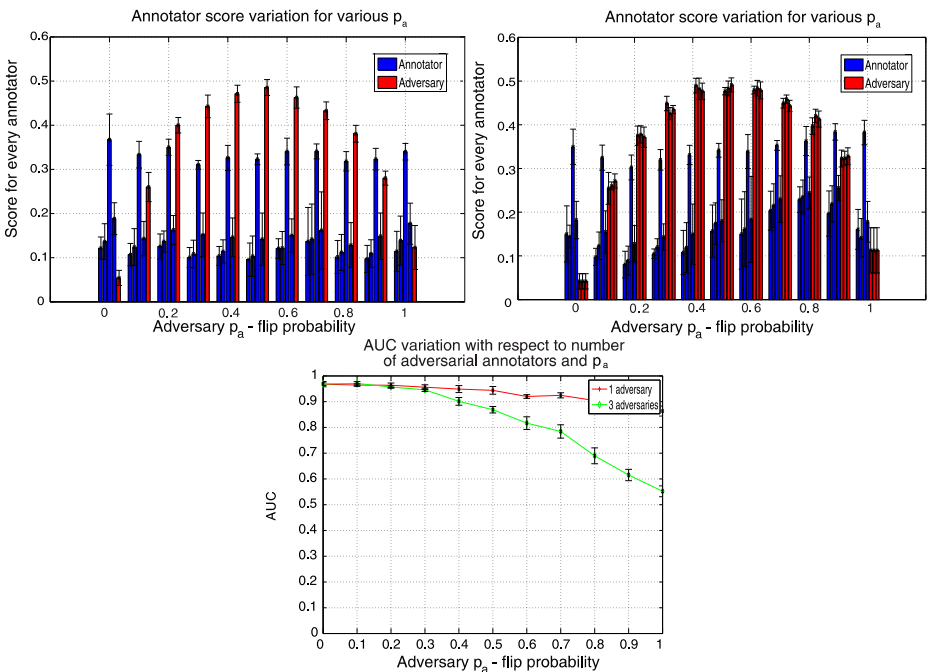 Annotator score variation for various pa
Score for every annotator
0.6
0.5
0.4
0.3
0.2
0.1
0
Annotator
Adversary
0 0.2 0.4 0.6 0.8 1
Adversary pa - flip probability
Annotator score variation for various pa
Score for every annotator
0.6
0.5
0.4
0.3
0.2
0.1
0
Annotator
Adversary
0 0.2 0.4 0.6 0.8 1
Adversary pa - flip probability
AUC variation with respect to number
of adversarial annotators and pa
AUC
1
0.9
0.8
0.7
0.6
0.5
0.4
0.3
0.2
0.1
0
1 adversary
3 adversaries
0 0.1 0.2 0.3 0.4 0.5 0.6 0.7 0.8 0.9 1
Adversary pa - flip probability